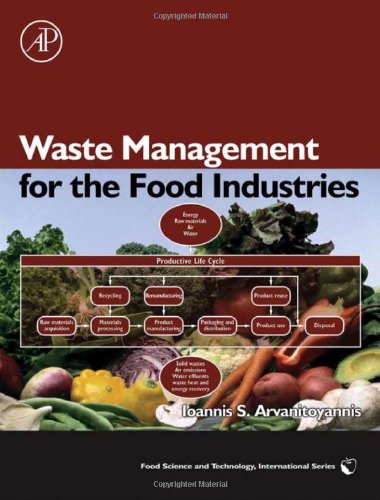 AP
Waste Management
for the Food Industries
Energy
Raw materials
Air
Water
Productive Life Cycle
Recycling
Remanufacturing
Product reuse
Raw materials
acquisition
Materials
processing
Product
manufacturing
Packaging and
distribution
Product use
Disposal
Solid wastes
Air emissions
Water effluents
waste heat and
energy recovery
Ioannis S. Arvanitoyannis
Food Science and Technology, International Series
Copyrighted Material